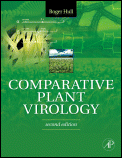 Roger Hull
COMPARATIVE
PLANT
VIROLOGY
second edition